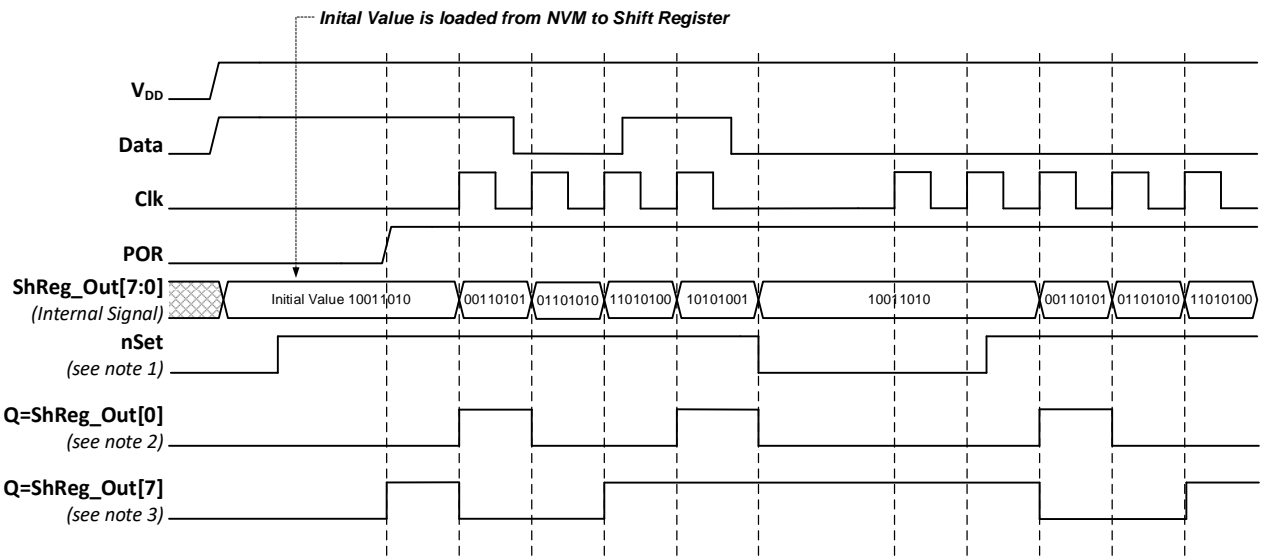 Inital Value is loaded from NVM to Shift Register
VDD
Data
Clk
POR
ShReg_Out[7:0]
(Internal Signal)
Initial Value 10011010
00110101
01101010
11010100
10101001
10011010
00110101
01101010
11010100
nSet
(see note 1)
Q=ShReg_Out[0]
(see note 2)
Q=ShReg_Out[7]
(see note 3)